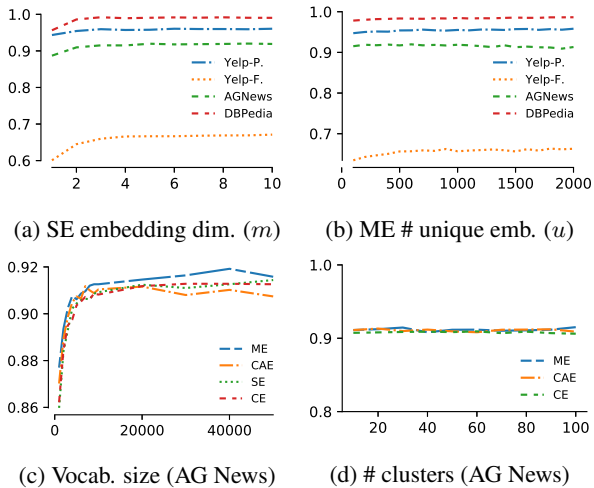 1.0
0.9
0.8
0.7
0.6
2 4 6 8 10
Yelp-P.
Yelp-F.
AGNews
DBPedia
(a) SE embedding dim. (m)
1.0
0.9
0.8
0.7
0 500 1000 1500 2000
Yelp-P.
Yelp-F.
AGNews
DBPedia
(b) ME # unique emb. (u)
0.92
0.90
0.88
0.86
0 20000 40000
ME
CAE
SE
CE
(c) Vocab. size (AG News)
1.0
0.9
0.8
20 40 60 80 100
ME
CAE
CE
(d) # clusters (AG News)